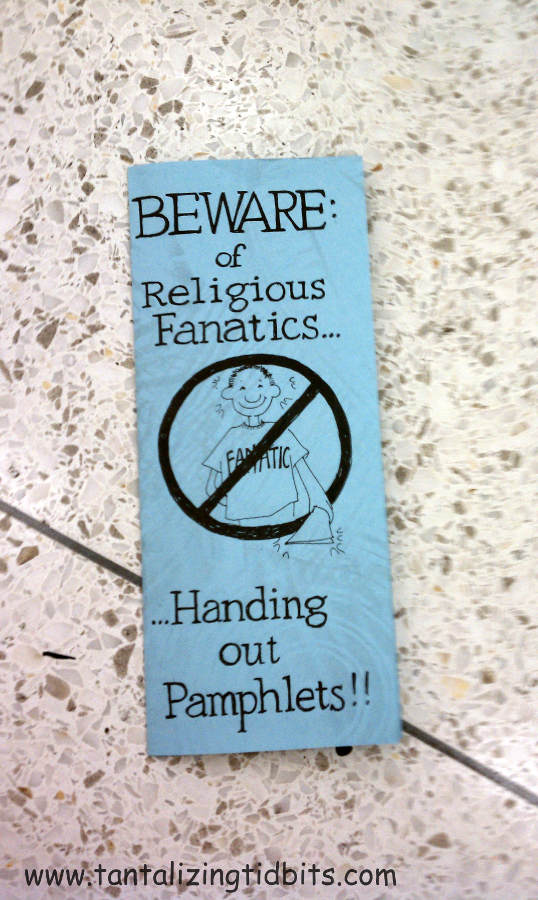 BEWARE:
of
Religious
Fanatics...
FANATIC
...Handing
out
Pamphlets!!
www.tantalizingtidbits.com